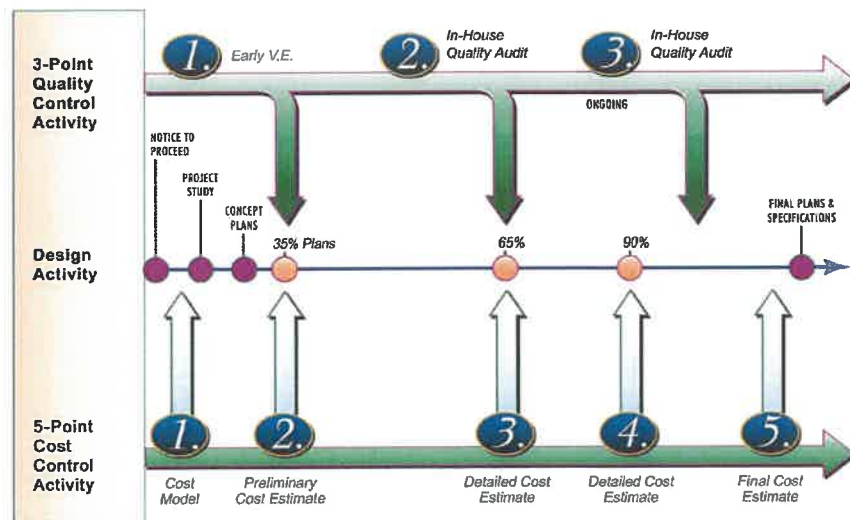 3-Point
Quality
Control
Activity
1.
Early V.E.
2.
In-House
Quality Audit
3.
In-House
Quality Audit
ONGOING
NOTICE TO
PROCEED
PROJECT
STUDY
CONCEPT
PLANS
Design
Activity
35% Plans
65%
90%
FINAL PLANS &
SPECIFICATIONS
5-Point
Cost
Control
Activity
1.
Cost
Model
2.
Preliminary
Cost Estimate
3.
Detailed Cost
Estimate
4.
Detailed Cost
Estimate
5.
Final Cost
Estimate